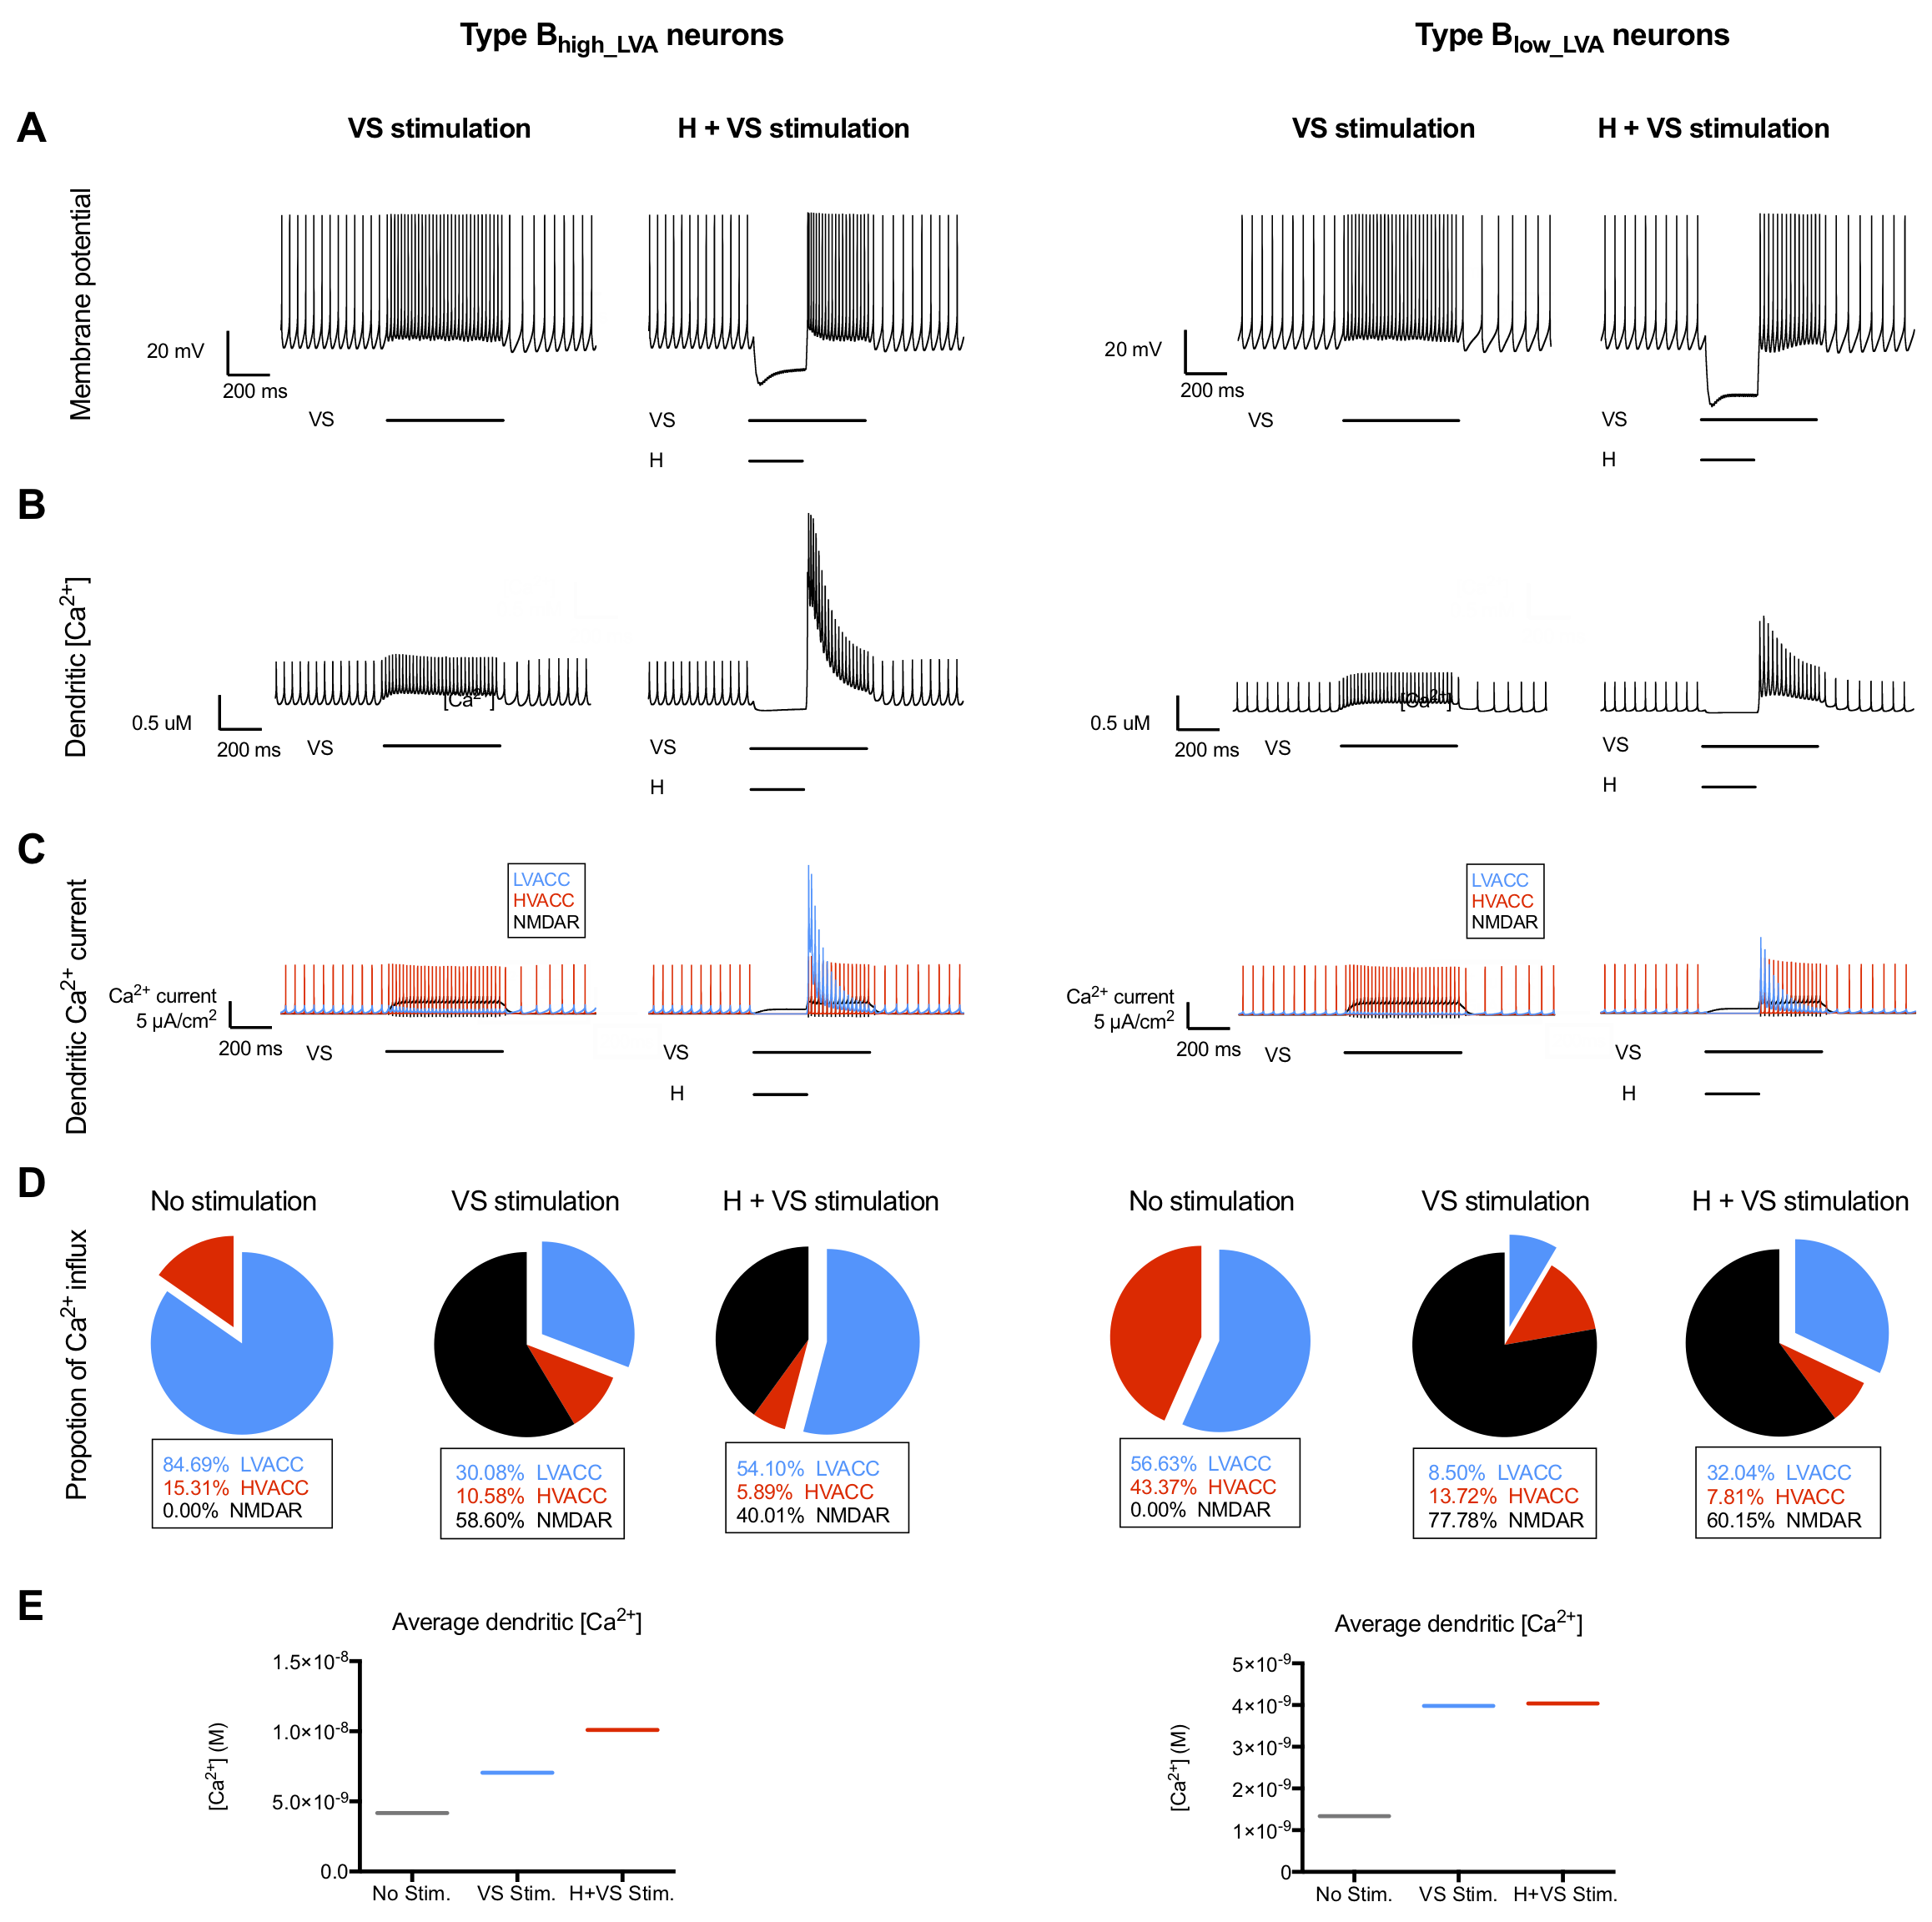 Type Bhigh_LVA neurons
Type Blow_LVA neurons
A
VS stimulation
H + VS stimulation
VS stimulation
H + VS stimulation
Membrane potential
20 mV
200 ms
VS
VS
H
20 mV
200 ms
VS
VS
H
B
Dendritic [Ca2+]
[Ca2 ]
0.5 uM
200 ms
VS
VS
H
[Ca2+]
0.5 uM
200 ms
VS
VS
H
C
Dendritic Ca2+ current
LVACC
HVACC
NMDAR
Ca2+ current
5 µA/cm2
200 ms
VS
VS
H
LVACC
HVACC
NMDAR
Ca2+ current
5 µA/cm2
200 ms
VS
VS
H
D
Propotion of Ca2+ influx
No stimulation
VS stimulation
H + VS stimulation
No stimulation
VS stimulation
H + VS stimulation
84.69% LVACC
15.31% HVACC
0.00% NMDAR
30.08% LVACC
10.58% HVACC
58.60% NMDAR
54.10% LVACC
5.89% HVACC
40.01% NMDAR
56.63% LVACC
43.37% HVACC
0.00% NMDAR
8.50% LVACC
13.72% HVACC
77.78% NMDAR
32.04% LVACC
7.81% HVACC
60.15% NMDAR
E
Average dendritic [Ca2+]
[Ca2+] (M)
1.5×10-8
1.0×10-8
5.0×10-9
0.0
No Stim.
VS Stim.
H+VS Stim.
Average dendritic [Ca2+]
[Ca2+] (M)
5×10-9
4×10-9
3×10-9
2×10-9
1×10-9
0
No Stim.
VS Stim.
H+VS Stim.